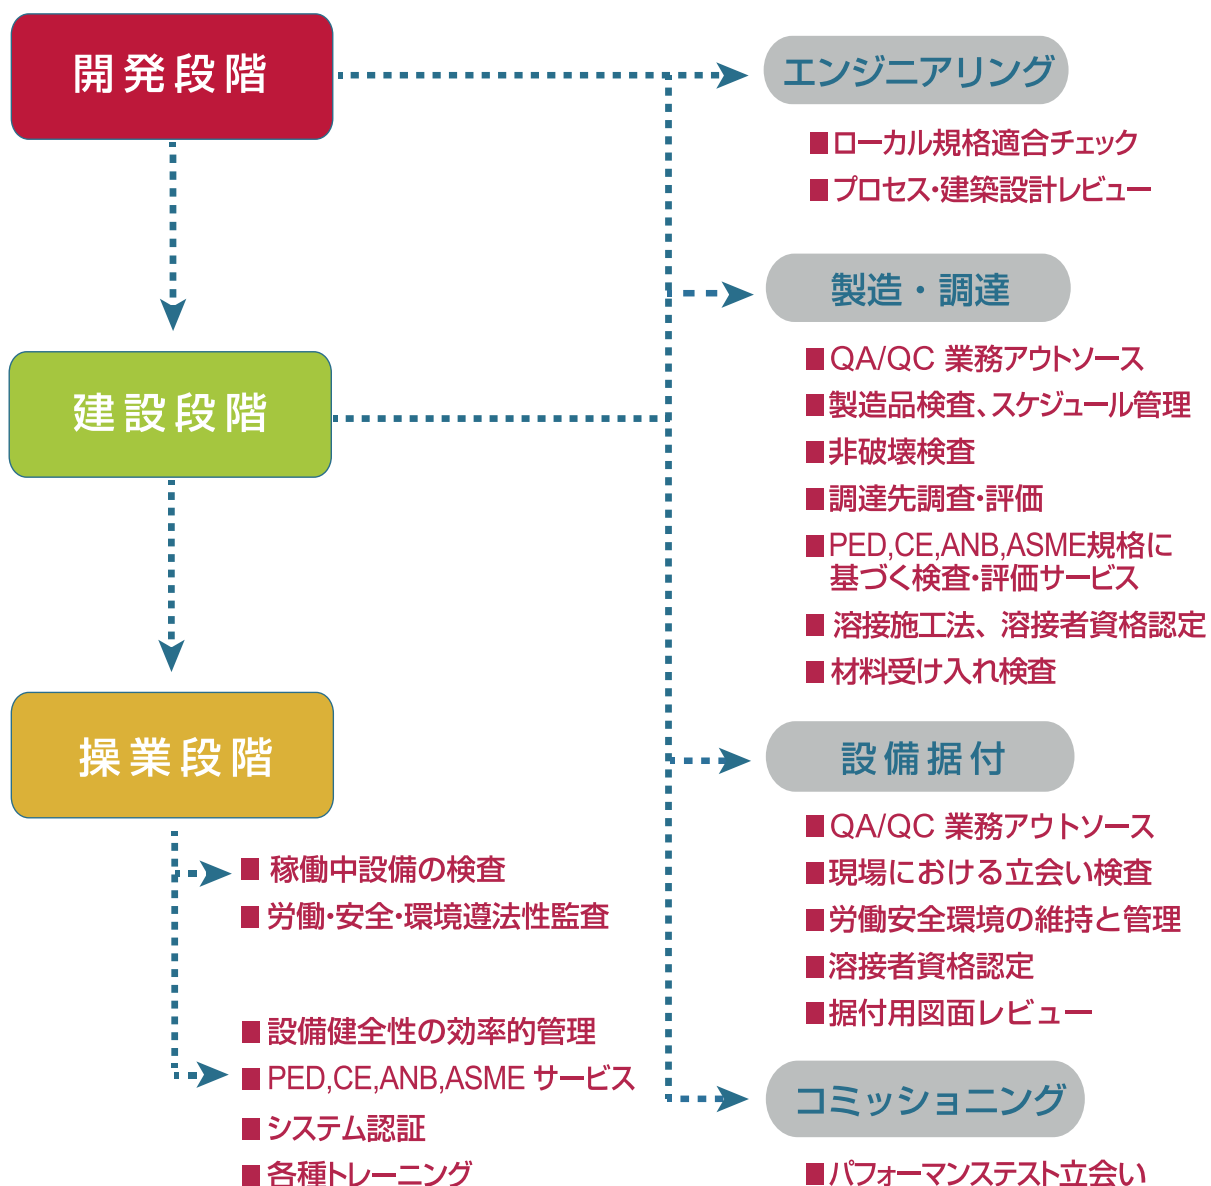 開発段階
建設段階
操業段階
■ 稼働中設備の検査
■ 労働・安全・環境遵法性監査
■ 設備健全性の効率的管理
■ PED,CE,ANB,ASME サービス
■ システム認証
■ 各種トレーニング
エンジニアリング
■ ローカル規格適合チェック
■ プロセス・建築設計レビュー
製造・調達
■ QA/QC 業務アウトソース
■ 製造品検査、スケジュール管理
■ 非破壊検査
■ 調達先調査・評価
■ PED,CE,ANB,ASME規格に
基づく検査・評価サービス
■ 溶接施工法、溶接者資格認定
■ 材料受け入れ検査
設備据付
■ QA/QC 業務アウトソース
■ 現場における立会い検査
■ 労働安全環境の維持と管理
■ 溶接者資格認定
■ 据付用図面レビュー
コミッショニング
■ パフォーマンステスト立会い